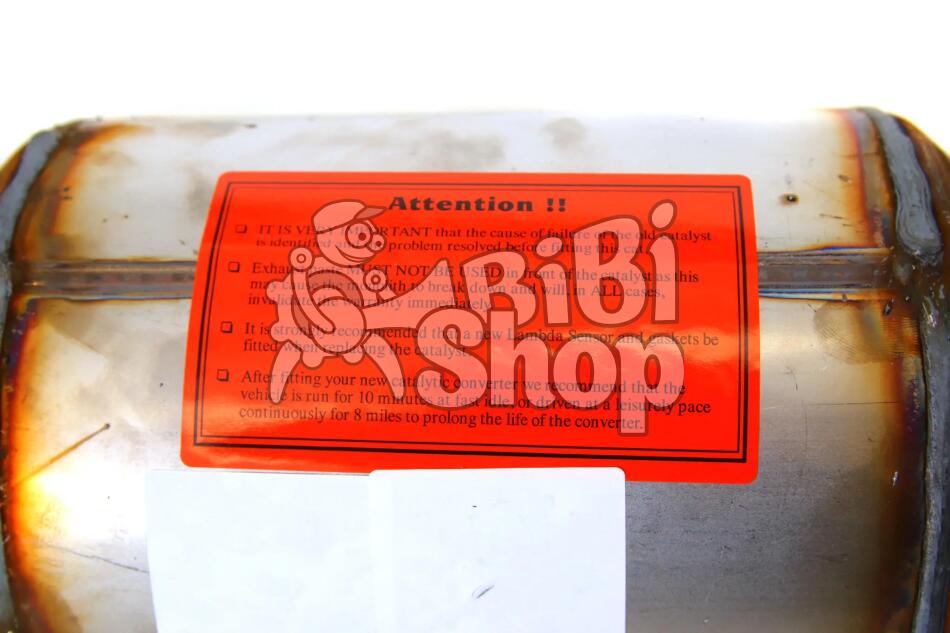 Attention !!
❏ IT IS VERY IMPORTANT that the cause of failure of the old catalyst
is identified and the problem resolved before fitting this cat.
❏ Exhaust paste MUST NOT BE USED in front of the catalyst as this
may cause the monolith to break down and will, in ALL cases,
invalidate the warranty immediately.
❏ It is strongly recommended that a new Lambda Sensor and gaskets be
fitted when replacing the catalyst.
❏ After fitting your new catalytic converter we recommend that the
vehicle is run for 10 minutes at fast idle, or driven at a leisurely pace
continuously for 8 miles to prolong the life of the converter.
BiBi
Shop